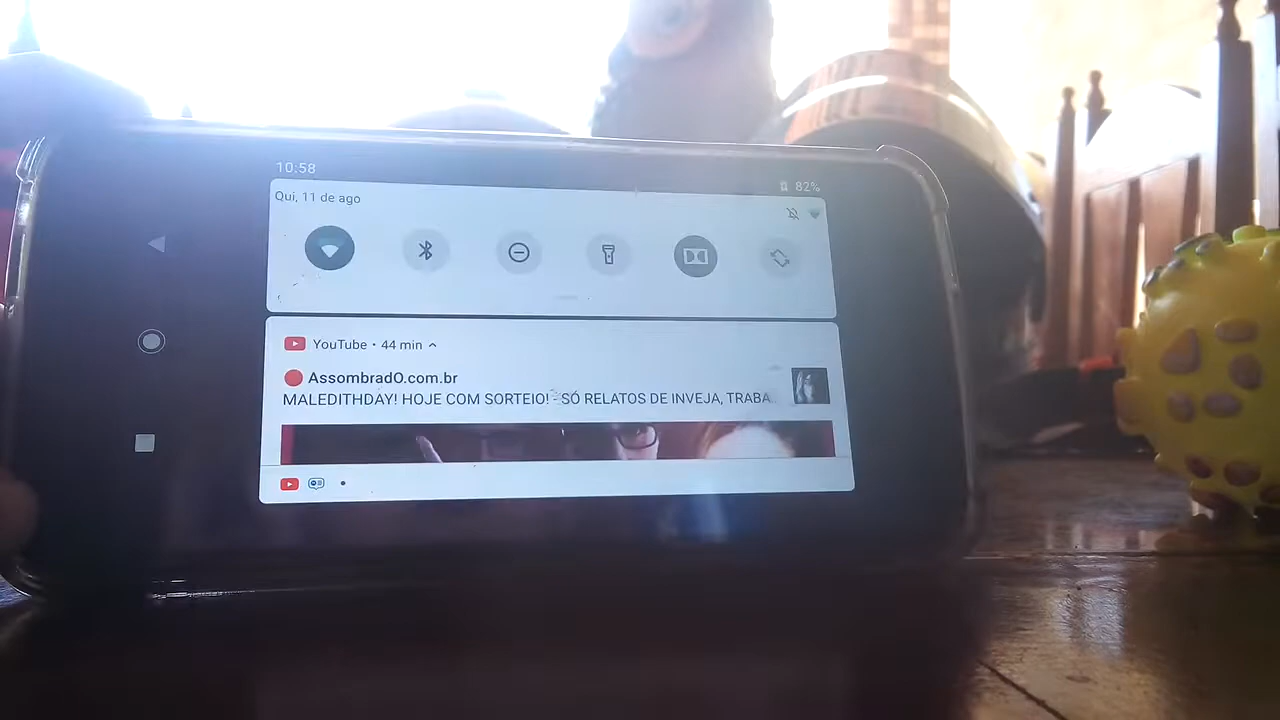 10:58
82%
Qui, 11 de ago
YouTube • 44 min
AssombradO.com.br
MALEDITHDAY! HOJE COM SORTEIO! - SÓ RELATOS DE INVEJA, TRABA